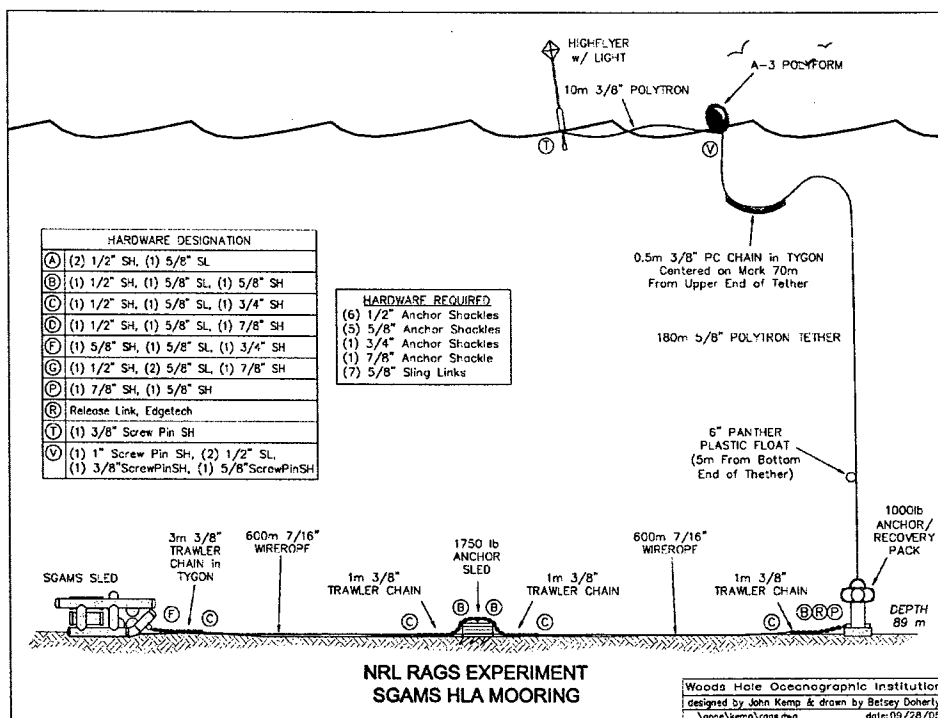 HIGHFLYER
w/ LIGHT
A-3 POLYFORM
10m 3/8" POLYTRON
T
V
HARDWARE DESIGNATION
A (2) 1/2" SH, (1) 5/8" SL
B (1) 1/2" SH, (1) 5/8" SL, (1) 5/8" SH
C (1) 1/2" SH, (1) 5/8" SL, (1) 3/4" SH
D (1) 1/2" SH, (1) 5/8" SL, (1) 7/8" SH
F (1) 5/8" SH, (1) 5/8" SL, (1) 3/4" SH
G (1) 1/2" SH, (2) 5/8" SL, (1) 7/8" SH
P (1) 7/8" SH, (1) 5/8" SH
R Release Link, Edgetech
T (1) 3/8" Screw Pin SH
V (1) 1" Screw Pin SH, (2) 1/2" SL,
(1) 3/8"ScrewPinSH, (1) 5/8"ScrewPinSH
HARDWARE REQUIRED
(6) 1/2" Anchor Shackles
(5) 5/8" Anchor Shackles
(1) 3/4" Anchor Shackles
(1) 7/8" Anchor Shackle
(7) 5/8" Sling Links
0.5m 3/8" PC CHAIN in TYGON
Centered on Mark 70m
From Upper End of Tether
180m 5/8" POLYTRON TETHER
6" PANTHER
PLASTIC FLOAT
(5m From Bottom
End of Thether)
1000lb
ANCHOR/
RECOVERY
PACK
3m 3/8"
TRAWLER
CHAIN in
TYGON
600m 7/16"
WIREROPE
1750 lb
ANCHOR
SLED
600m 7/16"
WIREROPE
SGAMS SLED
1m 3/8"
TRAWLER CHAIN
1m 3/8"
TRAWLER CHAIN
1m 3/8"
TRAWLER CHAIN
F C C B B C C B R P
DEPTH
89 m
NRL RAGS EXPERIMENT
SGAMS HLA MOORING
Woods Hole Oceanographic Institution
designed by John Kemp & drawn by Betsey Doherty